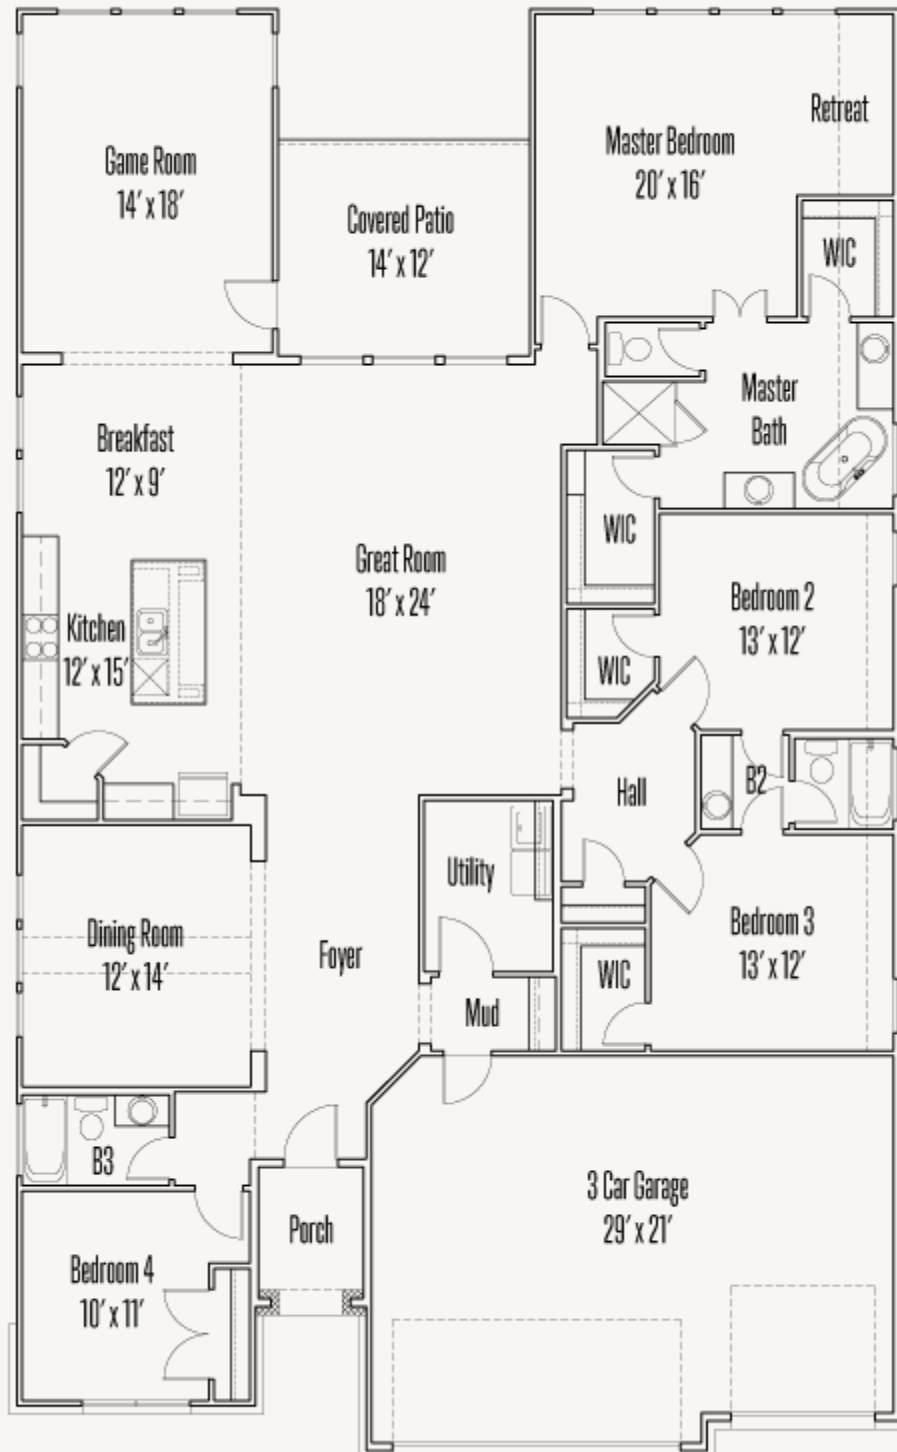 Game Room
14′ x 18′
Covered Patio
14′ x 12′
Master Bedroom
20′ x 16′
Retreat
WIC
Master
Bath
Breakfast
12′ x 9′
Great Room
18′ x 24′
WIC
Bedroom 2
13′ x 12′
Kitchen
12′ x 15′
WIC
Hall
B2
Utility
Dining Room
12′ x 14′
Foyer
Bedroom 3
13′ x 12′
WIC
Mud
B3
3 Car Garage
29′ x 21′
Porch
Bedroom 4
10′ x 11′